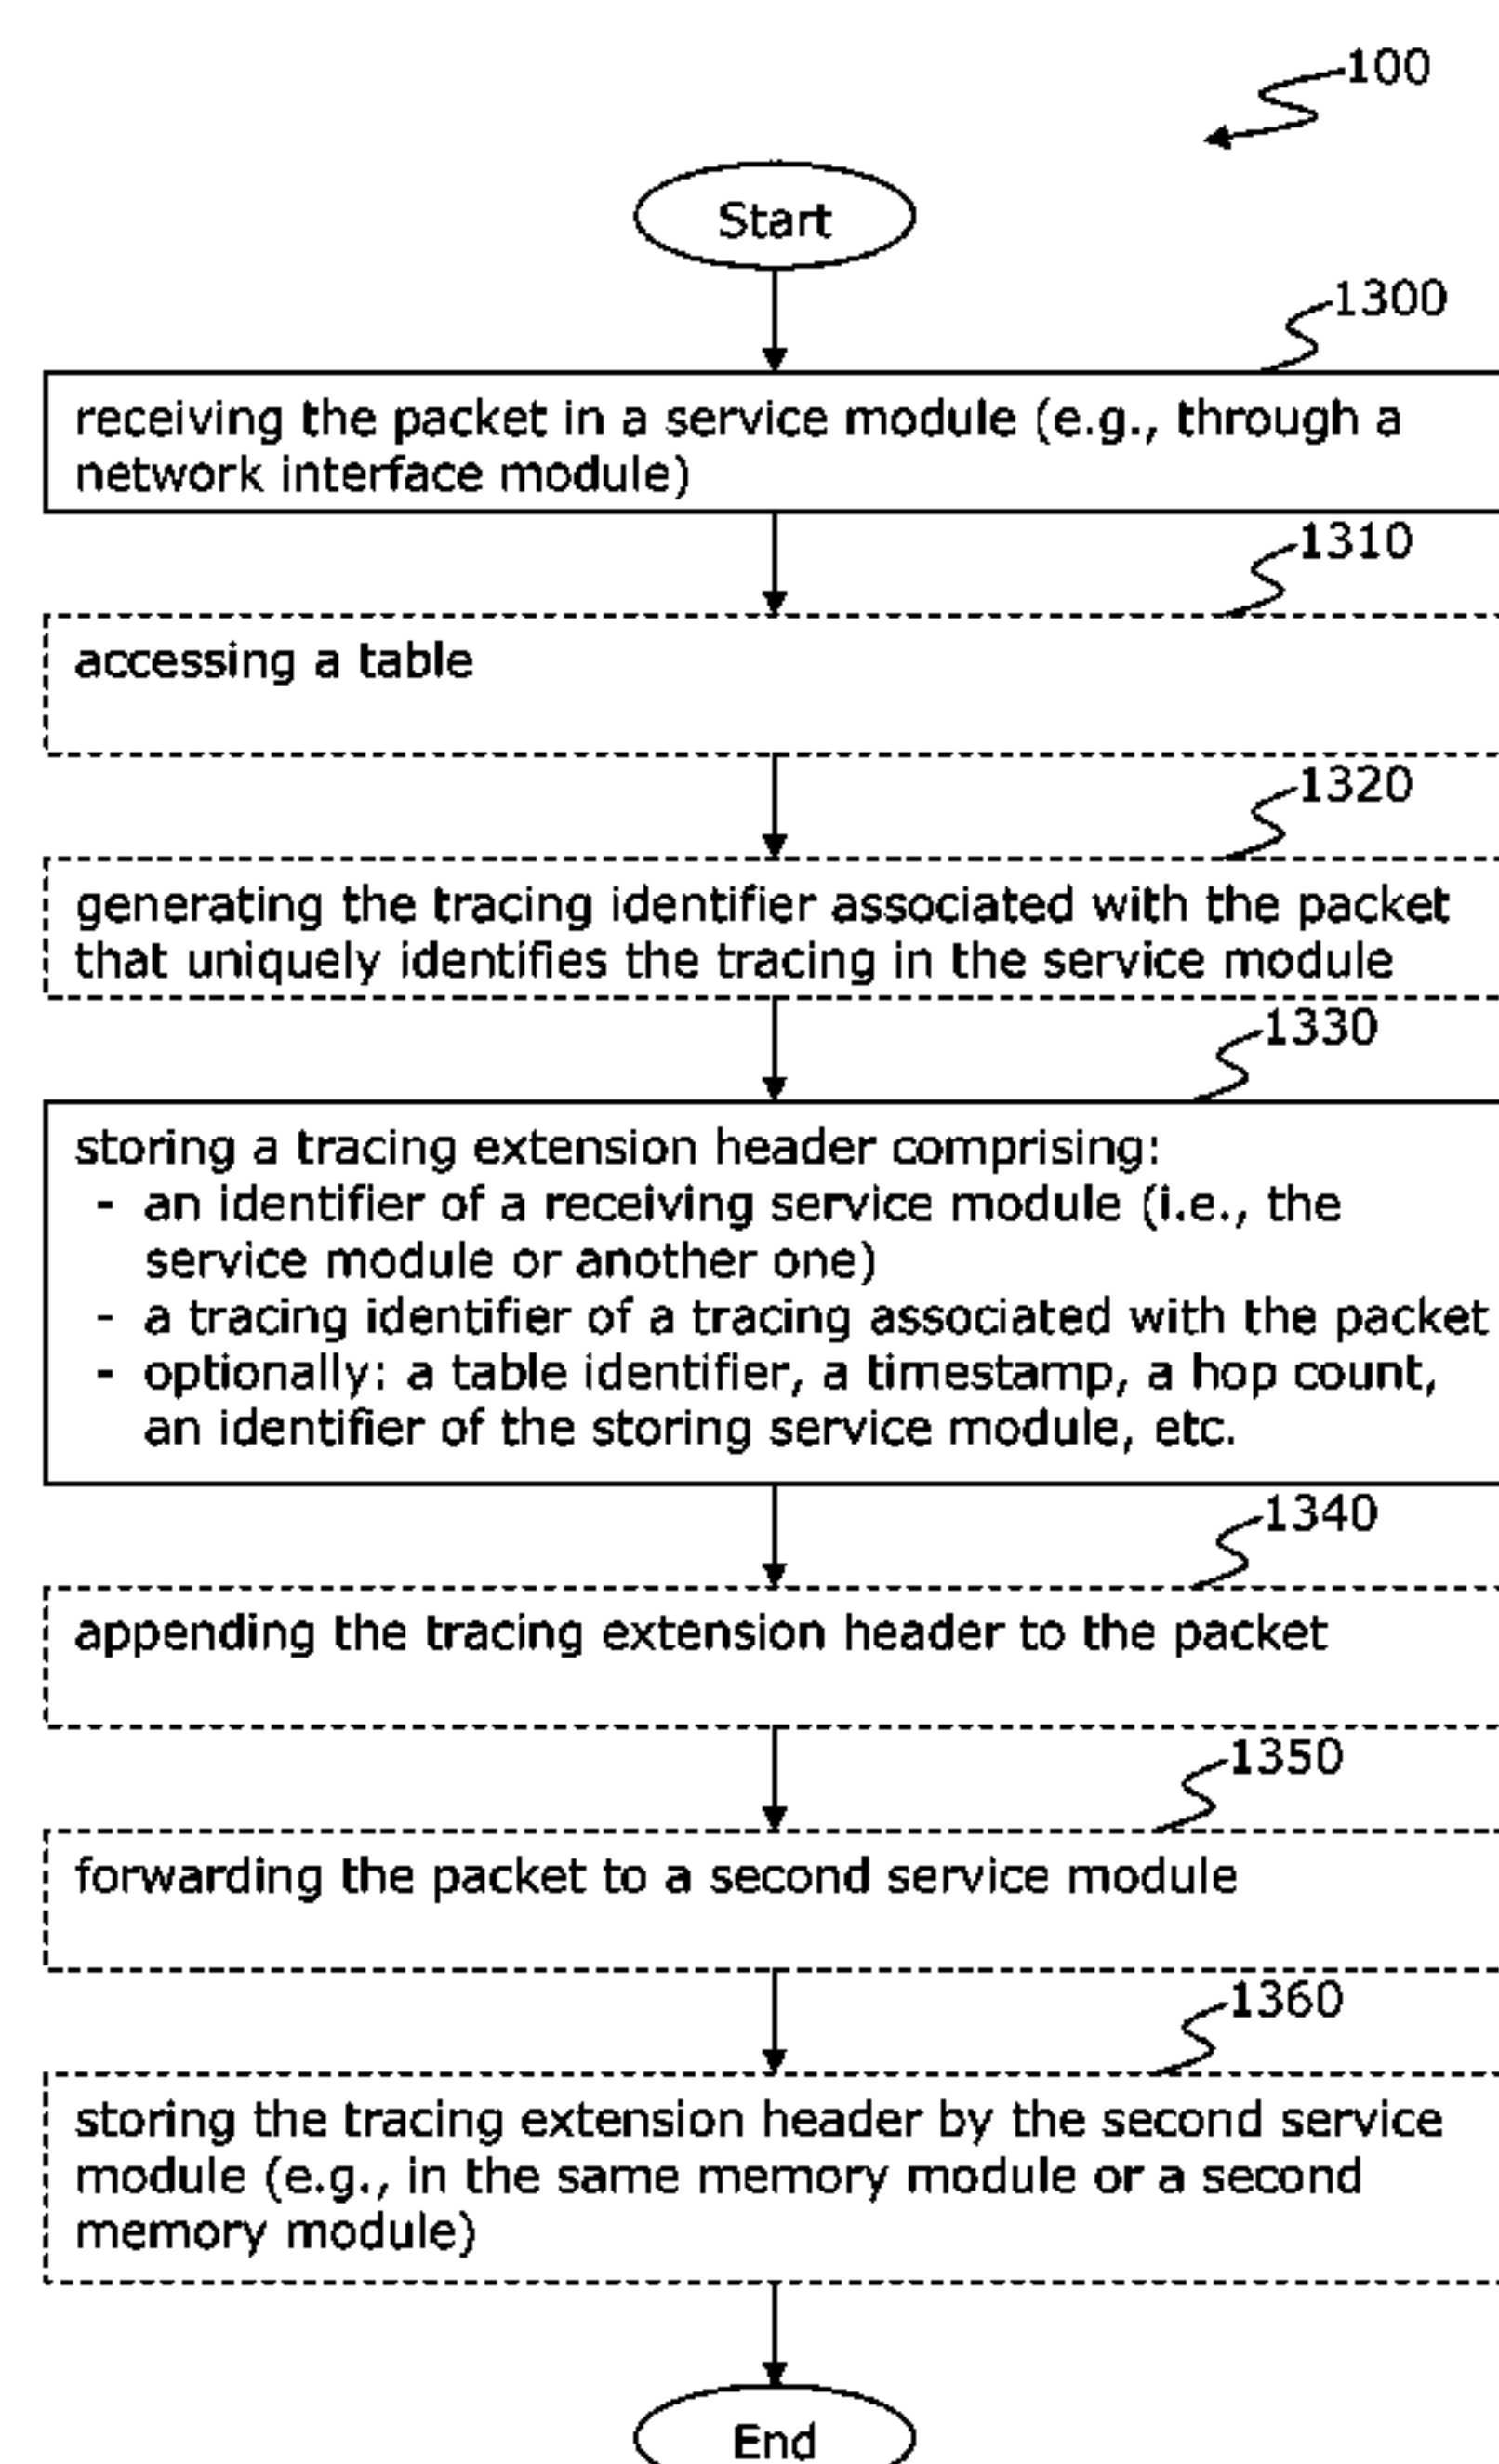 100
Start
1300
receiving the packet in a service module (e.g., through a
network interface module)
1310
accessing a table
1320
generating the tracing identifier associated with the packet
that uniquely identifies the tracing in the service module
1330
storing a tracing extension header comprising:
- an identifier of a receiving service module (i.e., the
service module or another one)
- a tracing identifier of a tracing associated with the packet
- optionally: a table identifier, a timestamp, a hop count,
an identifier of the storing service module, etc.
1340
appending the tracing extension header to the packet
1350
forwarding the packet to a second service module
1360
storing the tracing extension header by the second service
module (e.g., in the same memory module or a second
memory module)
End